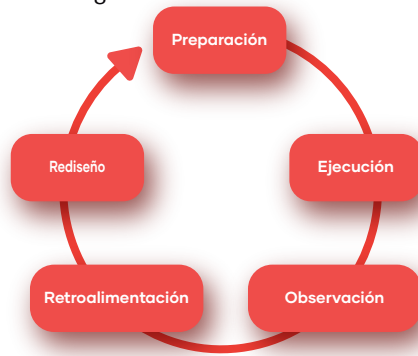 Preparación
Ejecución
Observación
Retroalimentación
Rediseño